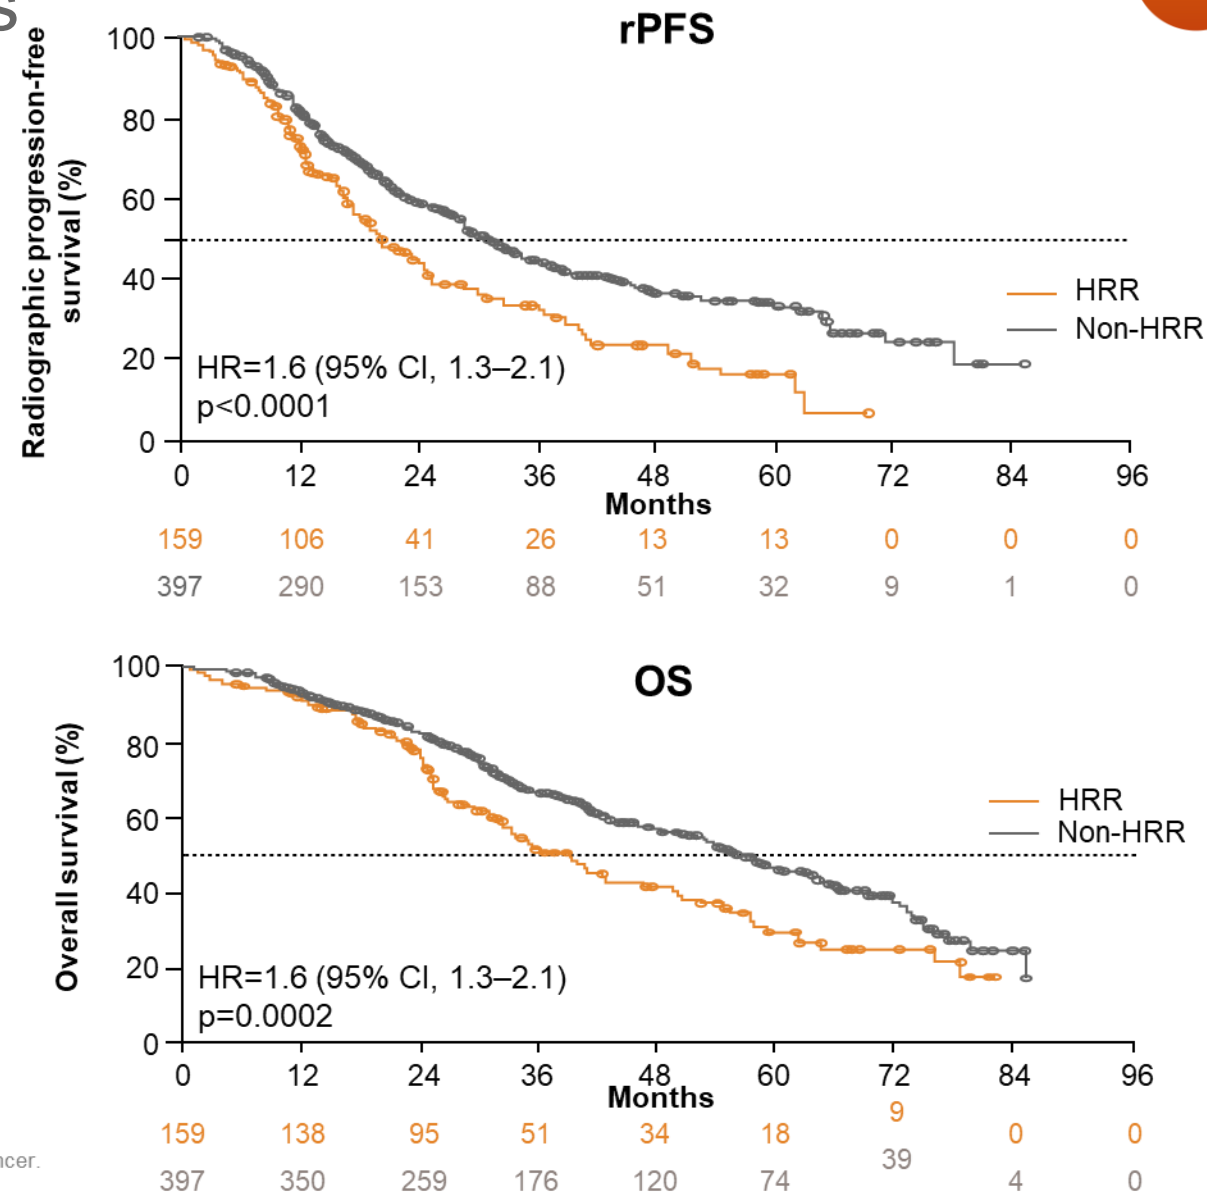 S
rPFS
Radiographic progression-free
survival (%)
100
80
60
40
20
0
HRR
Non-HRR
HR=1.6 (95% CI, 1.3–2.1)
p<0.0001
0 12 24 36 48 60 72 84 96
Months
159 106 41 26 13 13 0 0 0
397 290 153 88 51 32 9 1 0
OS
Overall survival (%)
100
80
60
40
20
0
HRR
Non-HRR
HR=1.6 (95% CI, 1.3–2.1)
p=0.0002
0 12 24 36 48 60 72 84 96
Months
159 138 95 51 34 18 9 0 0
ncer.
397 350 259 176 120 74 39 4 0